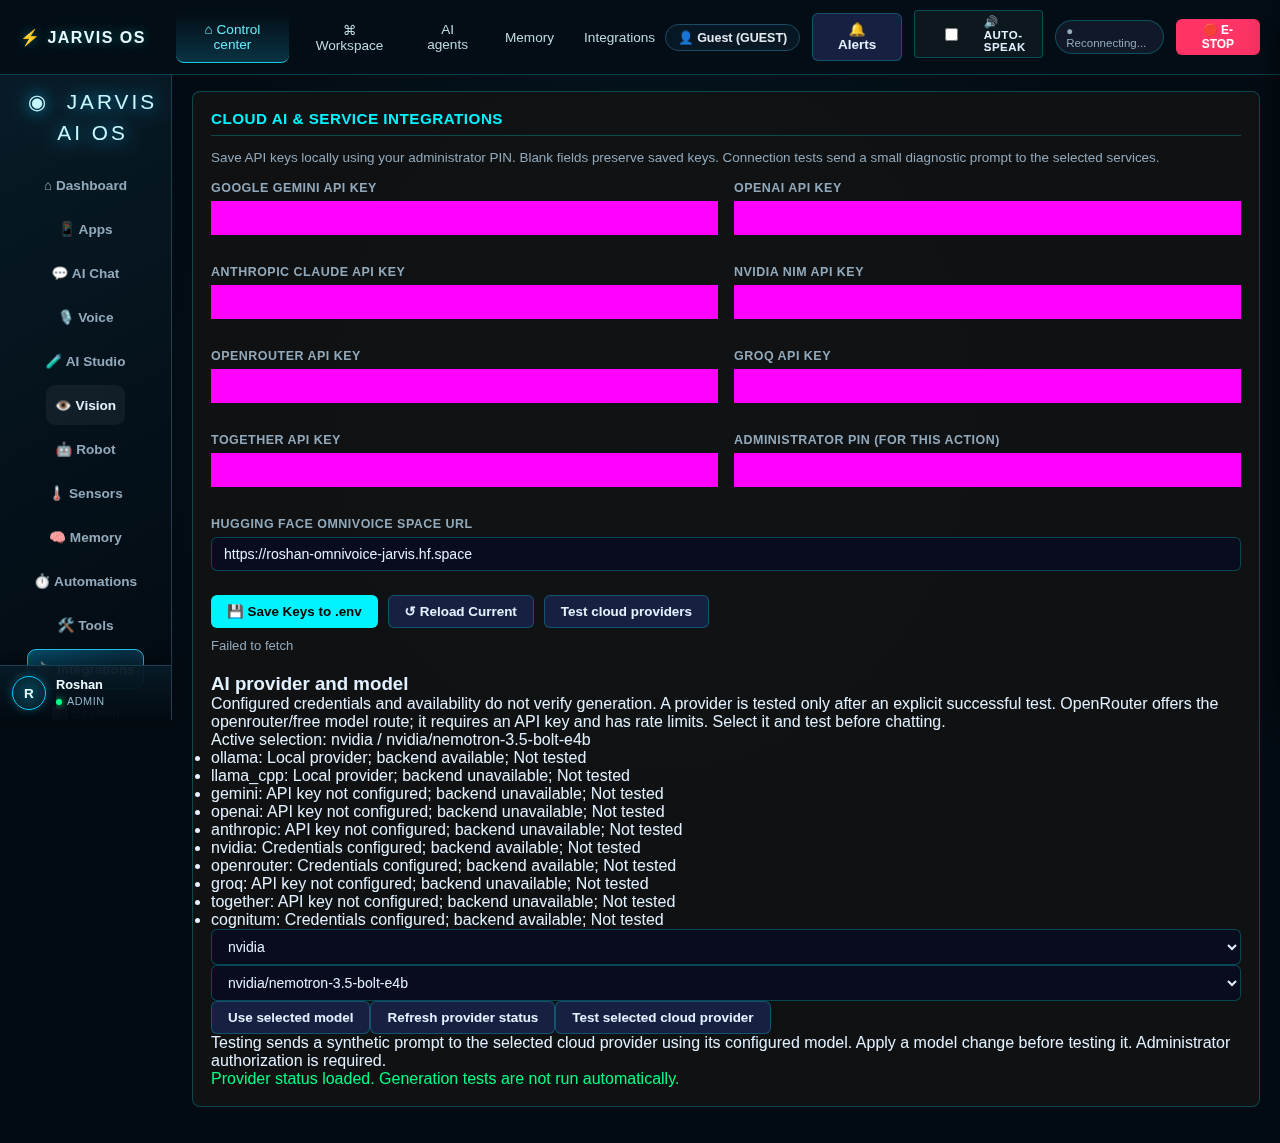 ⚡ JARVIS OS
⌂ Control center
⌘ Workspace
AI agents
Memory
Integrations
👤 Guest (GUEST)
🔔 Alerts
🔊 AUTO-SPEAK
● Reconnecting...
🛑 E-STOP
◉ JARVIS AI OS
⌂ Dashboard
📱 Apps
💬 AI Chat
🎙️ Voice
🧪 AI Studio
👁️ Vision
🤖 Robot
🌡️ Sensors
🧠 Memory
⏱️ Automations
🛠️ Tools
Integrations
R
Roshan
ADMIN
CLOUD AI & SERVICE INTEGRATIONS
Save API keys locally using your administrator PIN. Blank fields preserve saved keys. Connection tests send a small diagnostic prompt to the selected services.
GOOGLE GEMINI API KEY
OPENAI API KEY
ANTHROPIC CLAUDE API KEY
NVIDIA NIM API KEY
OPENROUTER API KEY
GROQ API KEY
TOGETHER API KEY
ADMINISTRATOR PIN (FOR THIS ACTION)
HUGGING FACE OMNIVOICE SPACE URL
https://roshan-omnivoice-jarvis.hf.space
💾 Save Keys to .env
↺ Reload Current
Test cloud providers
Failed to fetch
AI provider and model
Configured credentials and availability do not verify generation. A provider is tested only after an explicit successful test. OpenRouter offers the
openrouter/free model route; it requires an API key and has rate limits. Select it and test before chatting.
Active selection: nvidia / nvidia/nemotron-3.5-bolt-e4b
• ollama: Local provider; backend available; Not tested
• llama_cpp: Local provider; backend unavailable; Not tested
• gemini: API key not configured; backend unavailable; Not tested
• openai: API key not configured; backend unavailable; Not tested
• anthropic: API key not configured; backend unavailable; Not tested
• nvidia: Credentials configured; backend available; Not tested
• openrouter: Credentials configured; backend available; Not tested
• groq: API key not configured; backend unavailable; Not tested
• together: API key not configured; backend unavailable; Not tested
• cognitum: Credentials configured; backend available; Not tested
nvidia
nvidia/nemotron-3.5-bolt-e4b
Use selected model
Refresh provider status
Test selected cloud provider
Testing sends a synthetic prompt to the selected cloud provider using its configured model. Apply a model change before testing it. Administrator
authorization is required.
Provider status loaded. Generation tests are not run automatically.